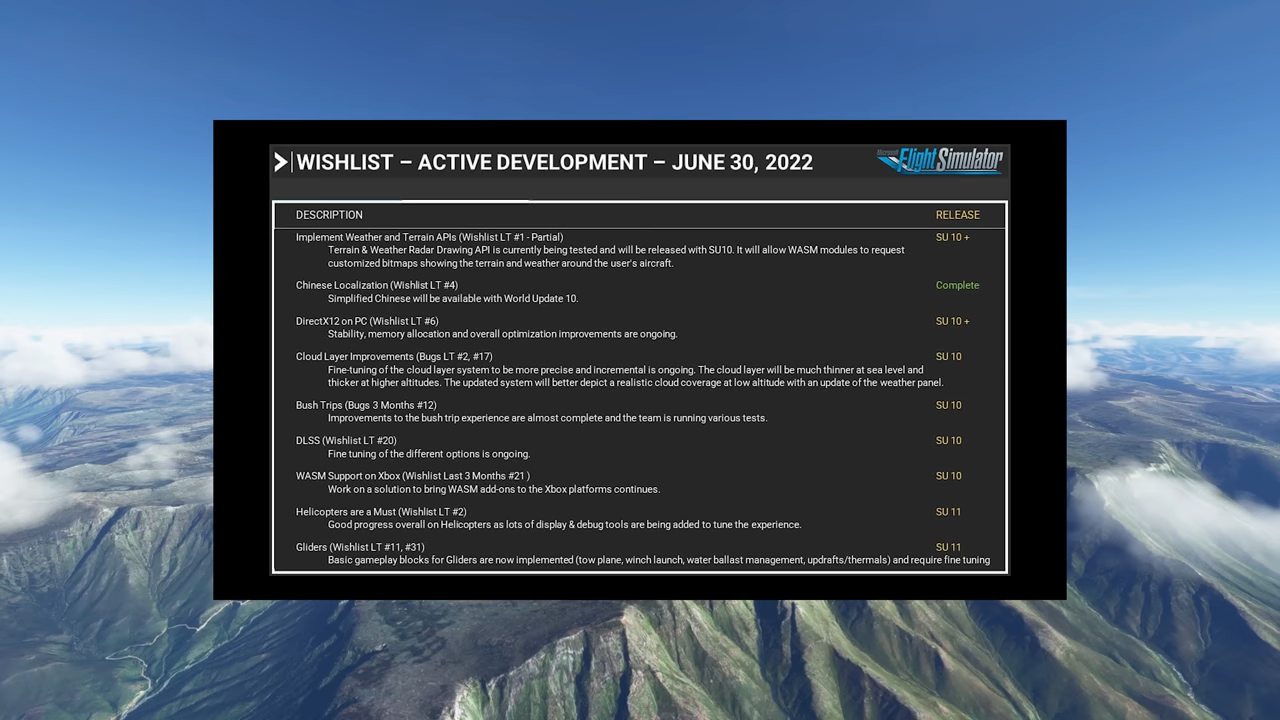 WISHLIST – ACTIVE DEVELOPMENT – JUNE 30, 2022
Microsoft
Flight Simulator
DESCRIPTION RELEASE
Implement Weather and Terrain APIs (Wishlist LT #1 - Partial) SU 10 +
Terrain & Weather Radar Drawing API is currently being tested and will be released with SU10. It will allow WASM modules to request
customized bitmaps showing the terrain and weather around the user's aircraft.
Chinese Localization (Wishlist LT #4) Complete
Simplified Chinese will be available with World Update 10.
DirectX12 on PC (Wishlist LT #6) SU 10 +
Stability, memory allocation and overall optimization improvements are ongoing.
Cloud Layer Improvements (Bugs LT #2, #17) SU 10
Fine-tuning of the cloud layer system to be more precise and incremental is ongoing. The cloud layer will be much thinner at sea level and
thicker at higher altitudes. The updated system will better depict a realistic cloud coverage at low altitude with an update of the weather panel.
Bush Trips (Bugs 3 Months #12) SU 10
Improvements to the bush trip experience are almost complete and the team is running various tests.
DLSS (Wishlist LT #20) SU 10
Fine tuning of the different options is ongoing.
WASM Support on Xbox (Wishlist Last 3 Months #21 ) SU 10
Work on a solution to bring WASM add-ons to the Xbox platforms continues.
Helicopters are a Must (Wishlist LT #2) SU 11
Good progress overall on Helicopters as lots of display & debug tools are being added to tune the experience.
Gliders (Wishlist LT #11, #31) SU 11
Basic gameplay blocks for Gliders are now implemented (tow plane, winch launch, water ballast management, updrafts/thermals) and require fine tuning